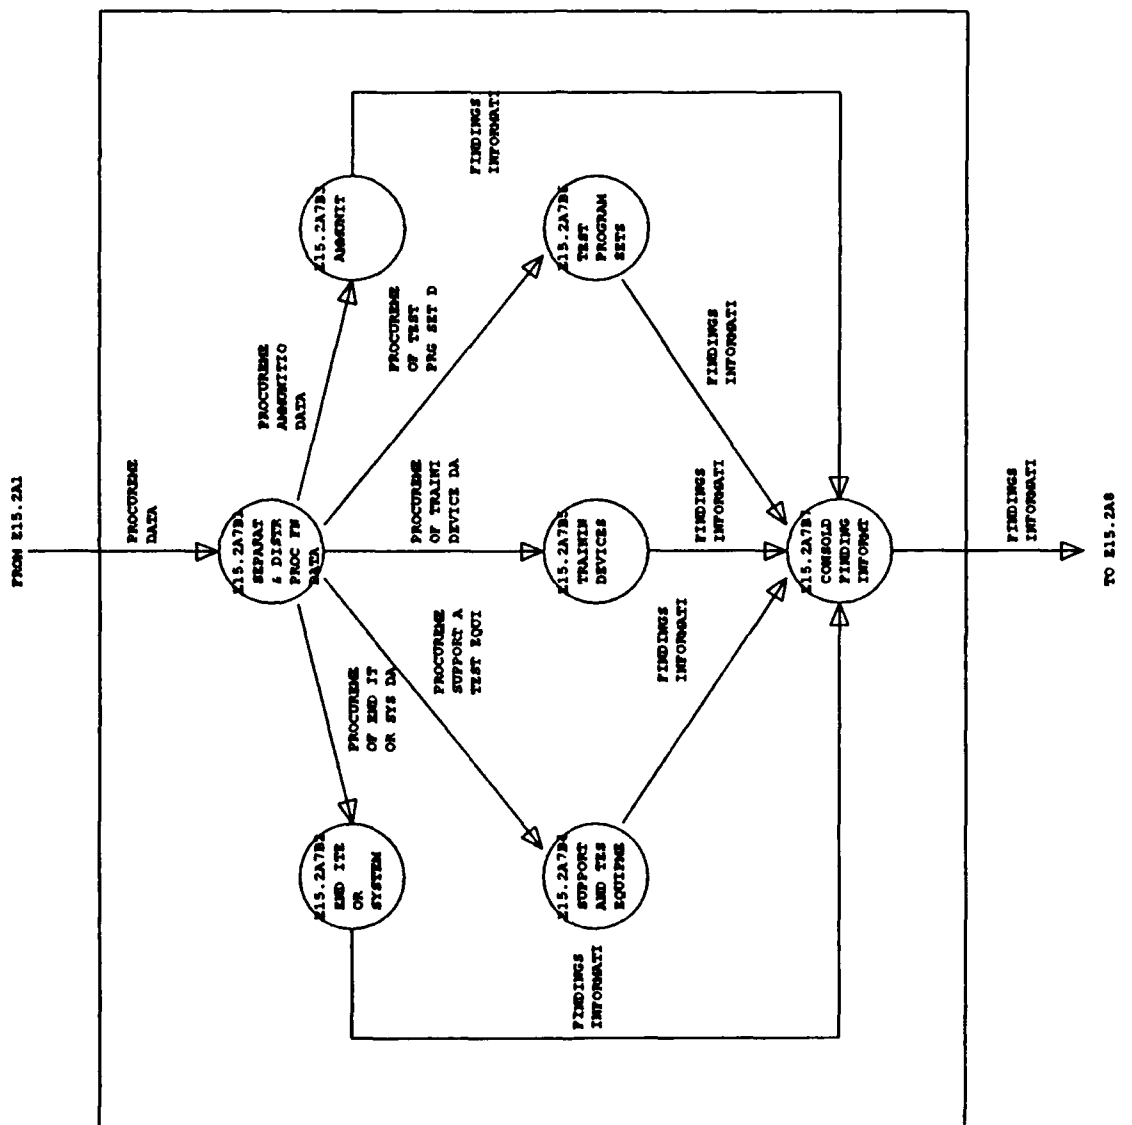 FROM E15.2A1
PROCUREME
DATA
E15.2A7B1
SEPARAT
& DISTR
PROC FN
DATA
PROCUREME
OF END IT
OR SYS DA
PROCUREME
SUPPORT A
TEST EQUI
PROCUREME
OF TRAINI
DEVICE DA
PROCUREME
OF TEST
PRG SET D
PROCUREME
AMMUNITIO
DATA
E15.2A7B2
END ITE
OR
SYSTEM
E15.2A7B3
AMMUNIT
FINDINGS
INFORMATI
E15.2A7B4
SUPPORT
AND TES
EQUIPME
E15.2A7B5
TRAININ
DEVICES
E15.2A7B6
TEST
PROGRAM
SETS
FINDINGS
INFORMATI
FINDINGS
INFORMATI
FINDINGS
INFORMATI
FINDINGS
INFORMATI
E15.2A7B7
CONSOLD
FINDING
INFORMT
FINDINGS
INFORMATI
TO E15.2A8